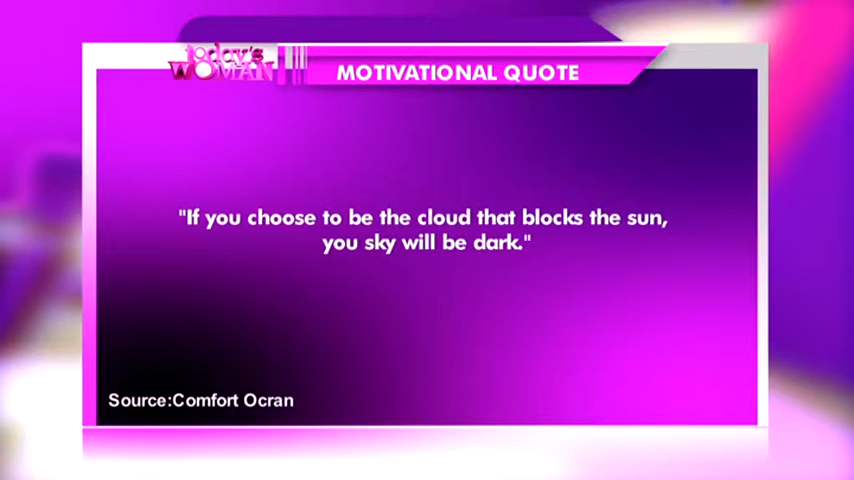 today's
WOMAN
MOTIVATIONAL QUOTE
"If you choose to be the cloud that blocks the sun,
you sky will be dark."
Source:Comfort Ocran